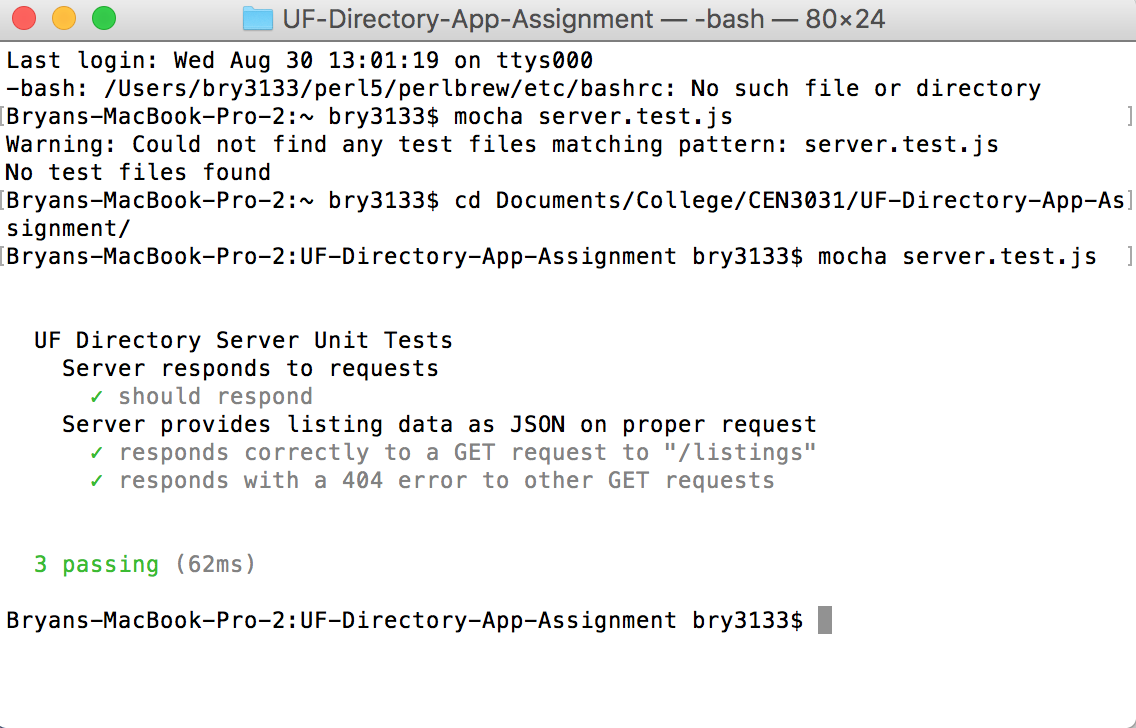 UF-Directory-App-Assignment — -bash — 80×24
Last login: Wed Aug 30 13:01:19 on ttys000
-bash: /Users/bry3133/perl5/perlbrew/etc/bashrc: No such file or directory
[Bryans-MacBook-Pro-2:~ bry3133$ mocha server.test.js ]
Warning: Could not find any test files matching pattern: server.test.js
No test files found
[Bryans-MacBook-Pro-2:~ bry3133$ cd Documents/College/CEN3031/UF-Directory-App-As]
signment/
[Bryans-MacBook-Pro-2:UF-Directory-App-Assignment bry3133$ mocha server.test.js ]
UF Directory Server Unit Tests
Server responds to requests
✓ should respond
Server provides listing data as JSON on proper request
✓ responds correctly to a GET request to "/listings"
✓ responds with a 404 error to other GET requests
3 passing (62ms)
Bryans-MacBook-Pro-2:UF-Directory-App-Assignment bry3133$